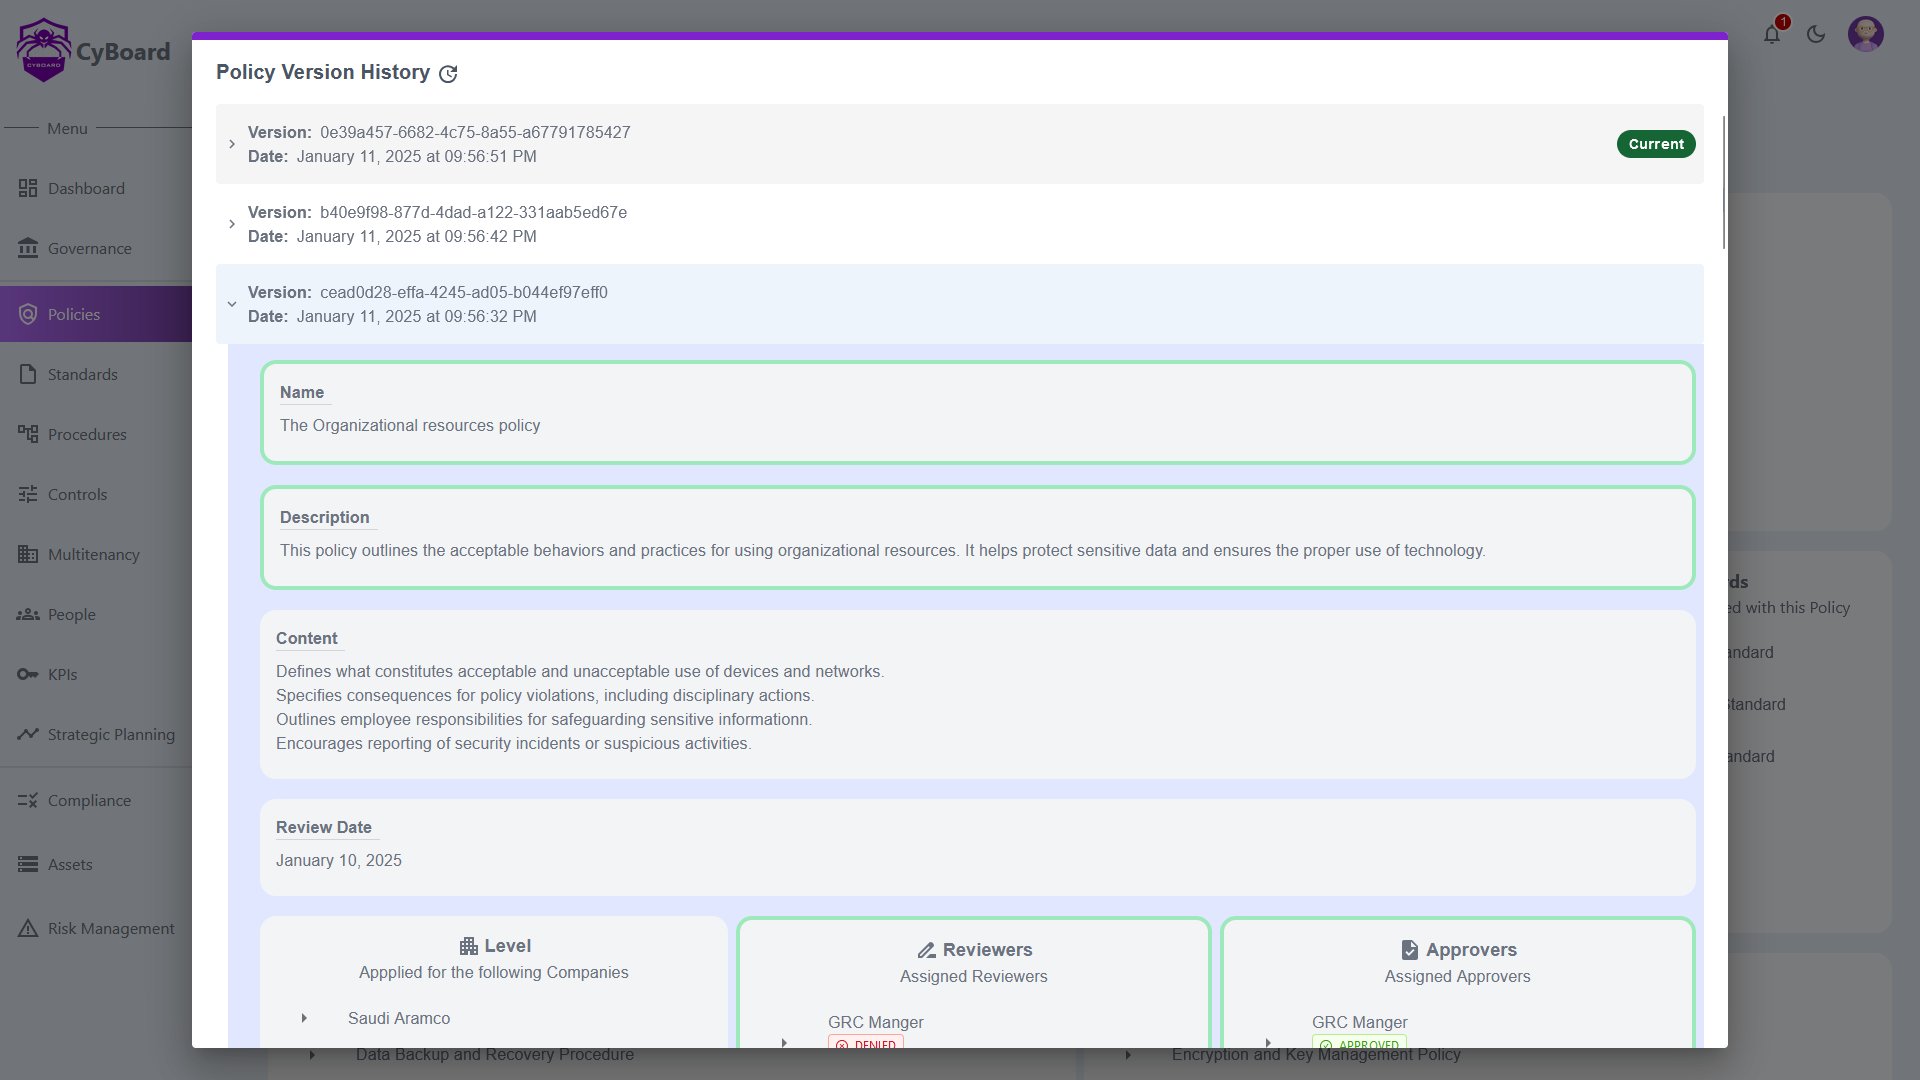 CYBOARD
CyBoard
1
Menu
Dashboard
Governance
Policies
Standards
Procedures
Controls
Multitenancy
People
KPIs
Strategic Planning
Compliance
Assets
Risk Management
Policy Version History
Version: 0e39a457-6682-4c75-8a55-a67791785427
Date: January 11, 2025 at 09:56:51 PM
Current
Version: b40e9f98-877d-4dad-a122-331aab5ed67e
Date: January 11, 2025 at 09:56:42 PM
Version: cead0d28-effa-4245-ad05-b044ef97eff0
Date: January 11, 2025 at 09:56:32 PM
Name
The Organizational resources policy
Description
This policy outlines the acceptable behaviors and practices for using organizational resources. It helps protect sensitive data and ensures the proper use of technology.
Content
Defines what constitutes acceptable and unacceptable use of devices and networks.
Specifies consequences for policy violations, including disciplinary actions.
Outlines employee responsibilities for safeguarding sensitive informationn.
Encourages reporting of security incidents or suspicious activities.
Review Date
January 10, 2025
Level
Appplied for the following Companies
Saudi Aramco
Reviewers
Assigned Reviewers
GRC Manger
DENIED
Approvers
Assigned Approvers
GRC Manger
APPROVED
rds
ed with this Policy
andard
Standard
andard
Data Backup and Recovery Procedure
Encryption and Key Management Policy